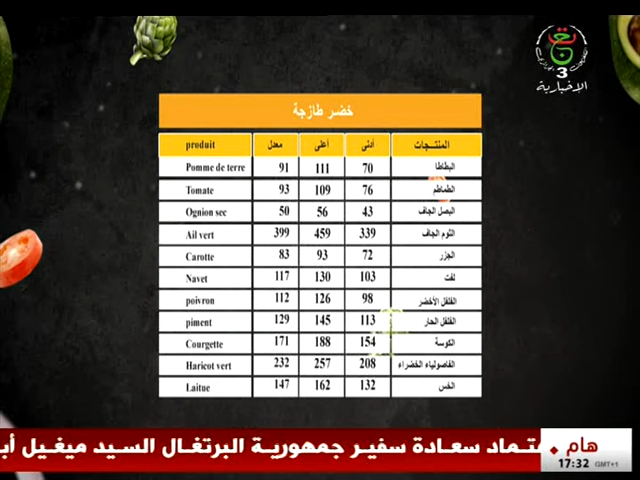 3
الإخبارية
خضر طازجة
المنتجات أدنى أعلى معدل produit
البطاطا 70 111 91 Pomme de terre
الطماطم 76 109 93 Tomate
البصل الجاف 43 56 50 Ognion sec
الثوم الجاف 339 459 399 Ail vert
الجزر 72 93 83 Carotte
لفت 103 130 117 Navet
الفلفل الأخضر 98 126 112 poivron
الفلفل الحار 113 145 129 piment
الكوسة 154 188 171 Courgette
الفاصولياء الخضراء 208 257 232 Haricot vert
الخس 132 162 147 Laitue
هام
تماد سعادة سفير جمهورية البرتغال السيد ميغيل
17:32 GMT+1